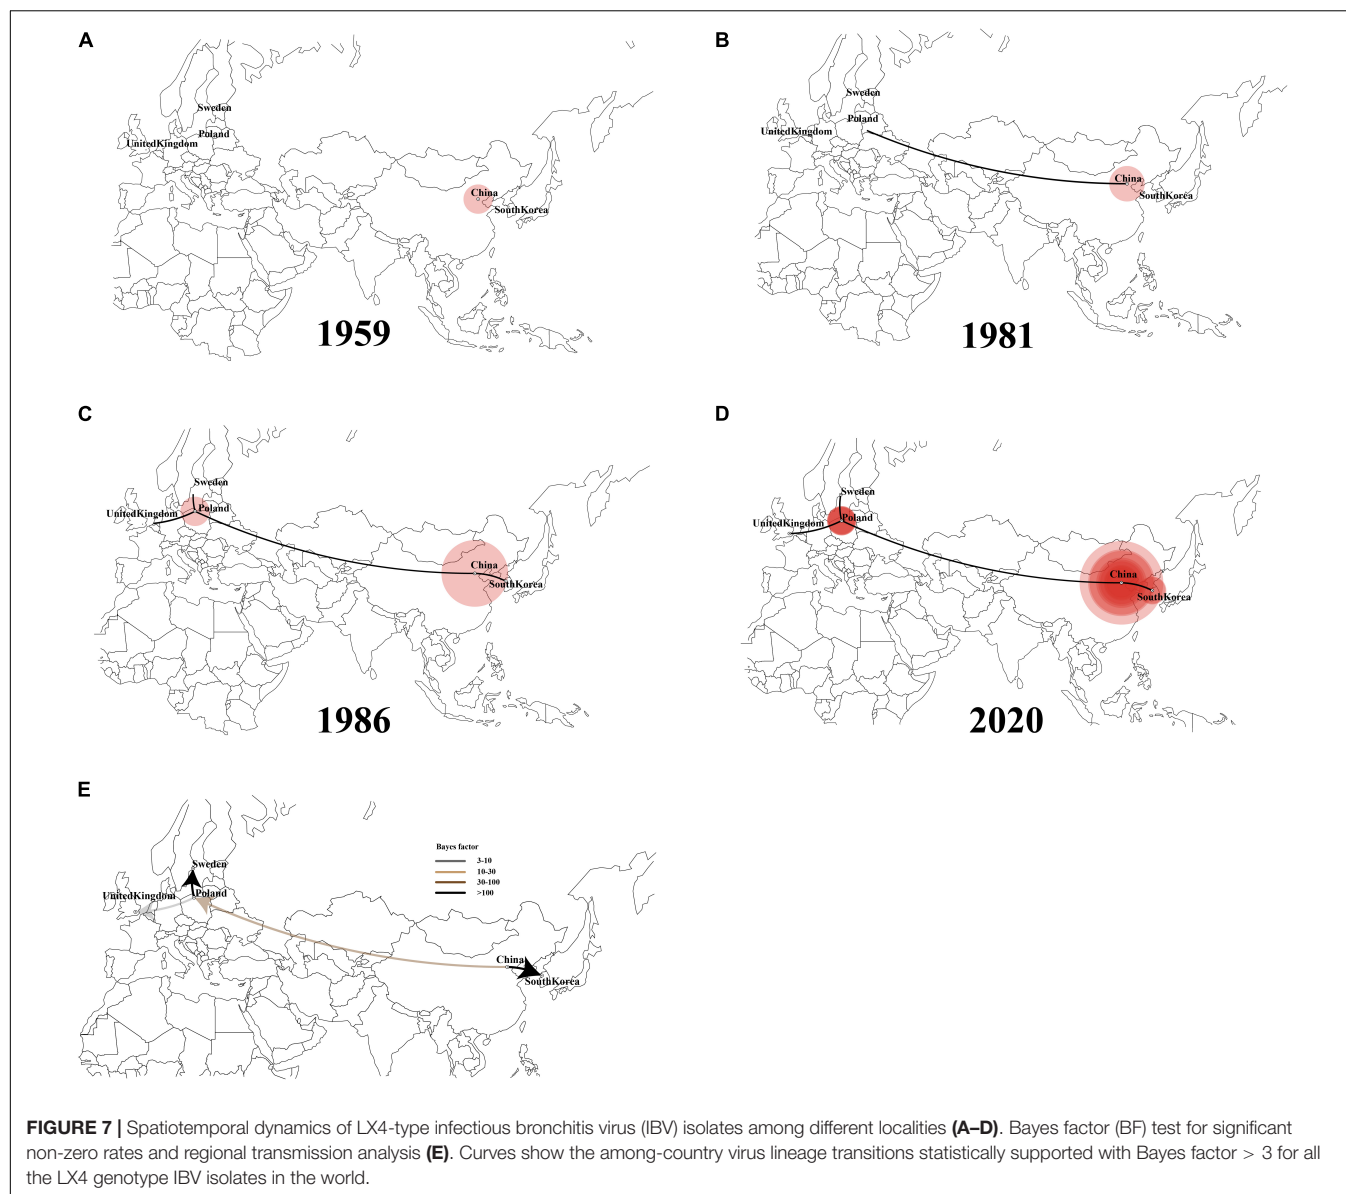 A
Sweden
Poland
UnitedKingdom
China
SouthKorea
1959
B
Sweden
Poland
UnitedKingdom
China
SouthKorea
1981
C
Sweden
Poland
UnitedKingdom
China
SouthKorea
1986
D
Sweden
Poland
UnitedKingdom
China
SouthKorea
2020
E
Bayes factor
3-10
10-30
30-100
>100
Sweden
Poland
UnitedKingdom
China
SouthKorea
FIGURE 7 | Spatiotemporal dynamics of LX4-type infectious bronchitis virus (IBV) isolates among different localities (A–D). Bayes factor (BF) test for significant
non-zero rates and regional transmission analysis (E). Curves show the among-country virus lineage transitions statistically supported with Bayes factor > 3 for all
the LX4 genotype IBV isolates in the world.